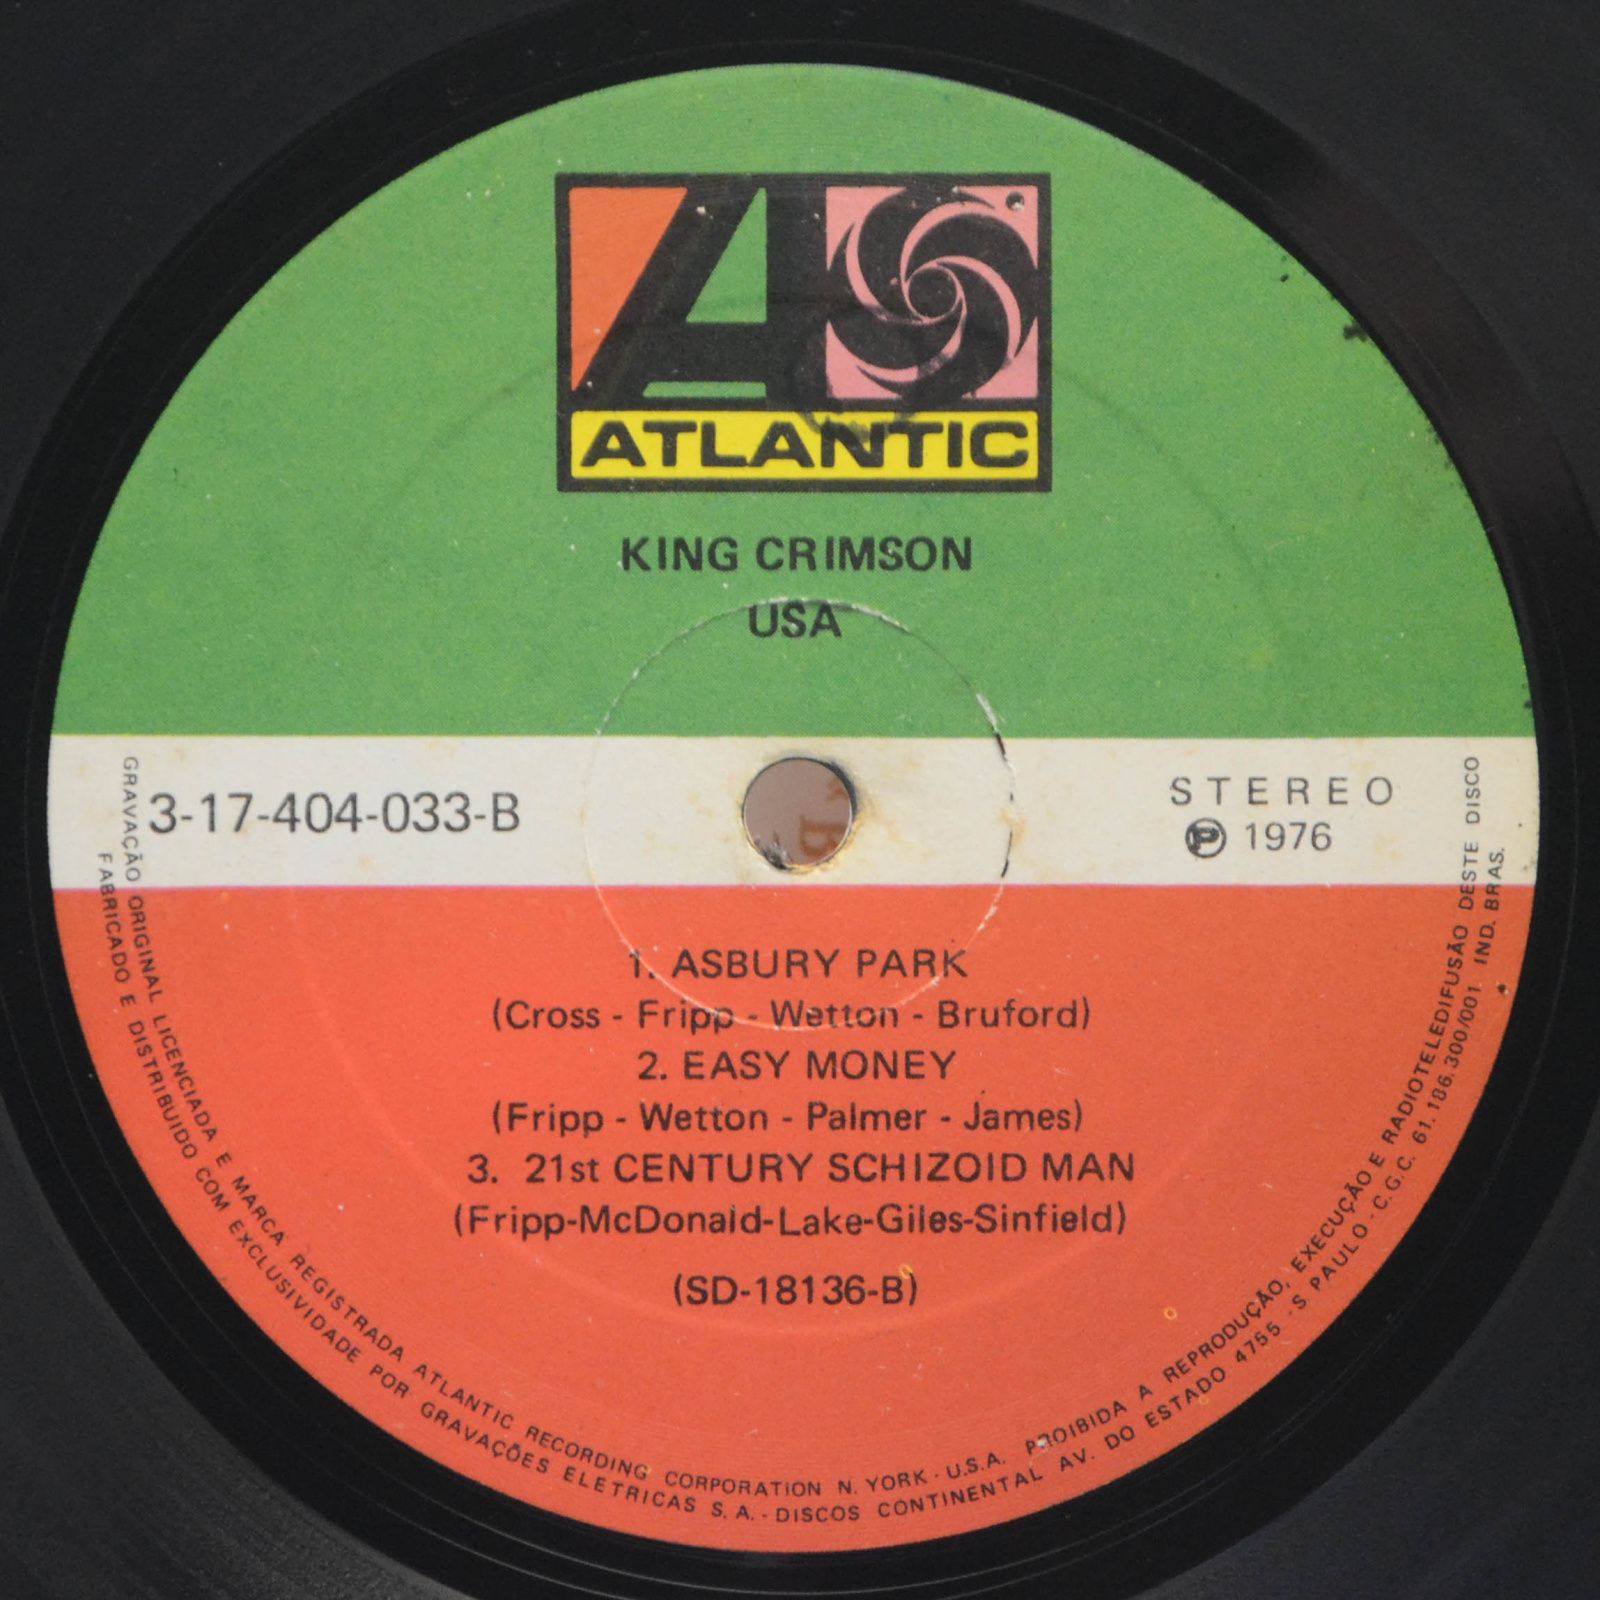 ATLANTIC
KING CRIMSON
USA
3-17-404-033-B
STEREO
Ⓟ 1976
1. ASBURY PARK
(Cross - Fripp - Wetton - Bruford)
2. EASY MONEY
(Fripp - Wetton - Palmer - James)
3. 21st CENTURY SCHIZOID MAN
(Fripp-McDonald-Lake-Giles-Sinfield)
(SD-18136-B)
GRAVAÇÃO ORIGINAL LICENCIADA E MARCA REGISTRADA ATLANTIC RECORDING CORPORATION N. YORK - U.S.A. PROIBIDA A REPRODUÇÃO, EXECUÇÃO E RADIOTELEDIFUSÃO DESTE DISCO
FABRICADO E DISTRIBUIDO COM EXCLUSIVIDADE POR GRAVAÇÕES ELETRICAS S.A. - DISCOS CONTINENTAL AV. DO ESTADO 4755 - S PAULO - C.G.C. 61.186.300/001 IND. BRAS.